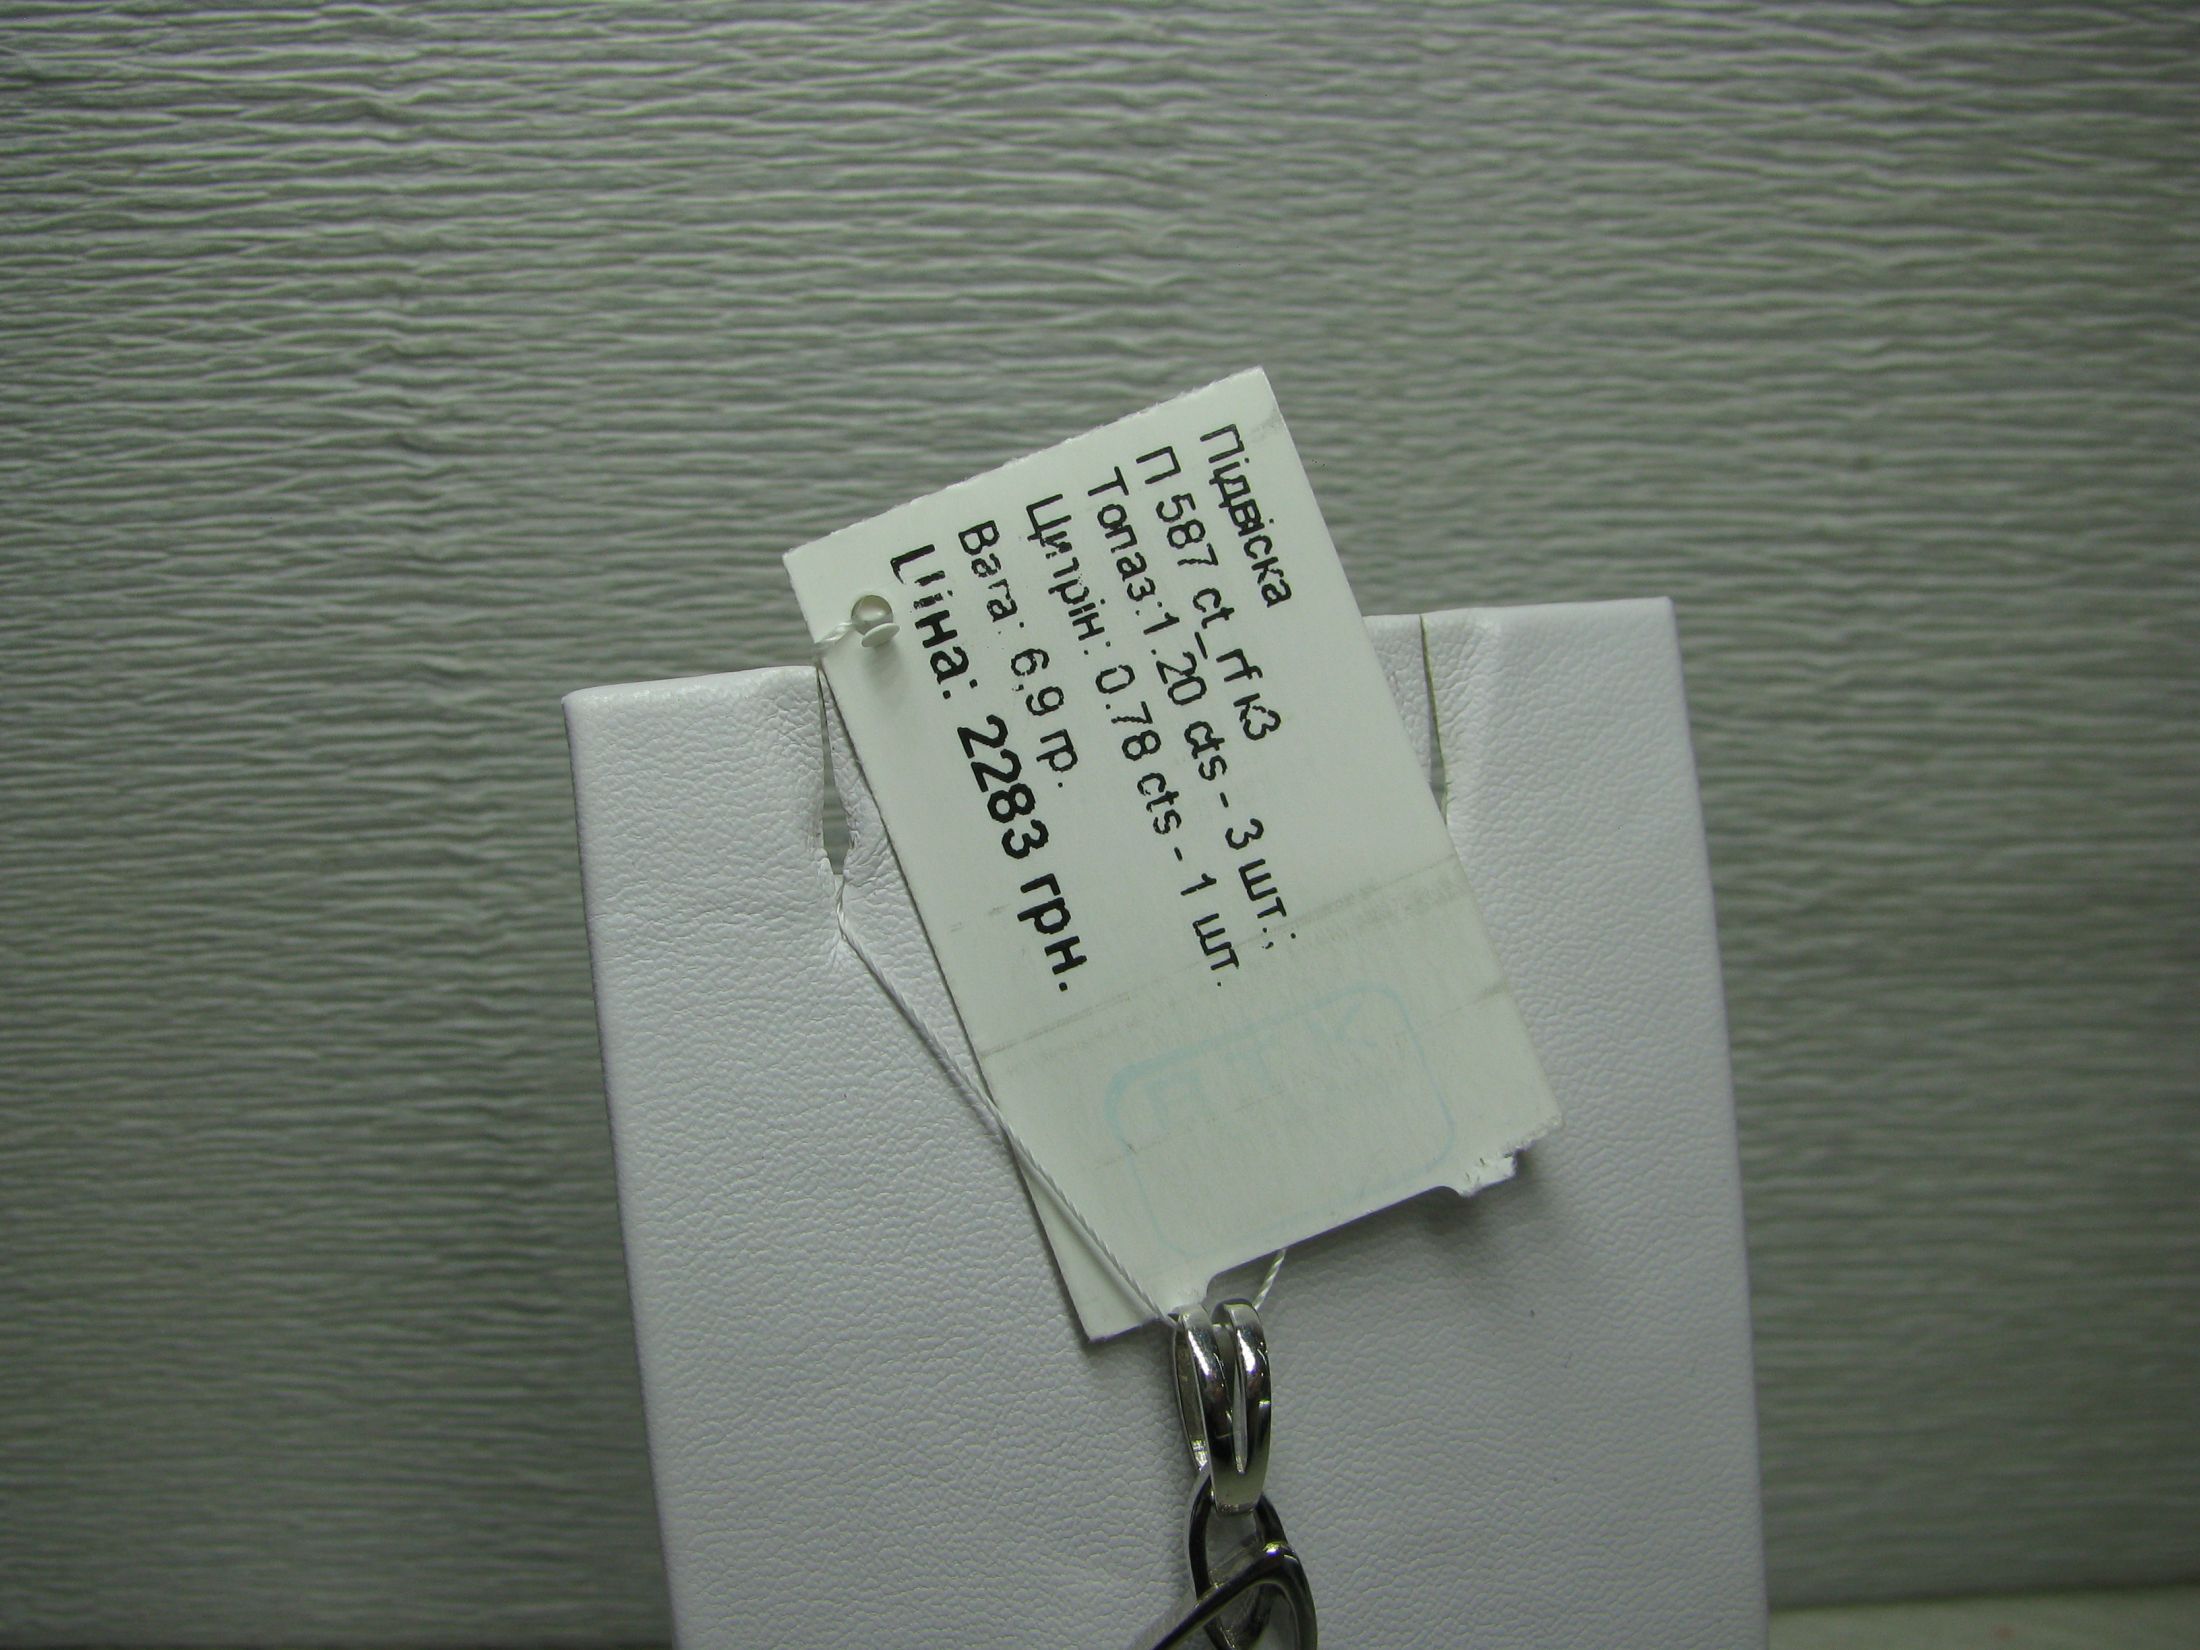 Підвіска
П 587 ct_rf к3
Топаз:1.20 cts - 3 шт.;
Цитрін: 0.78 cts - 1 шт.
Вага: 6,9 гр.
Ціна: 2283 грн.